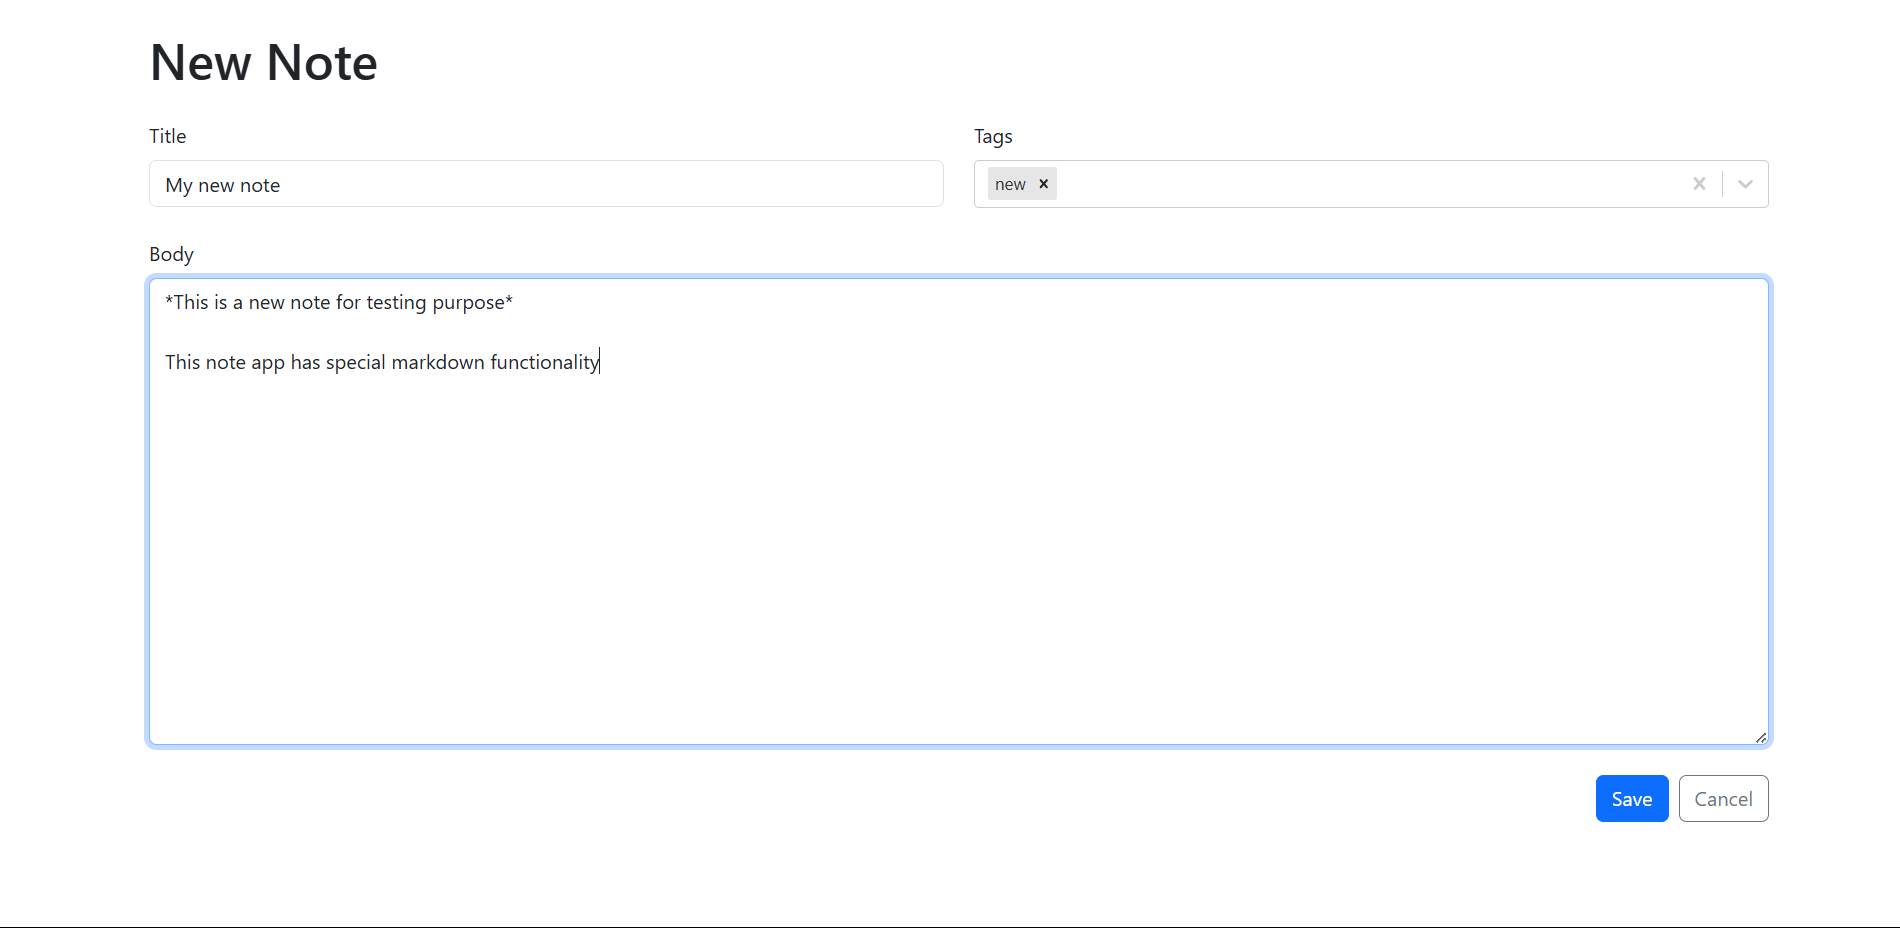 New Note
Title
Tags
My new note
new
Body
*This is a new note for testing purpose*
This note app has special markdown functionality
Save
Cancel